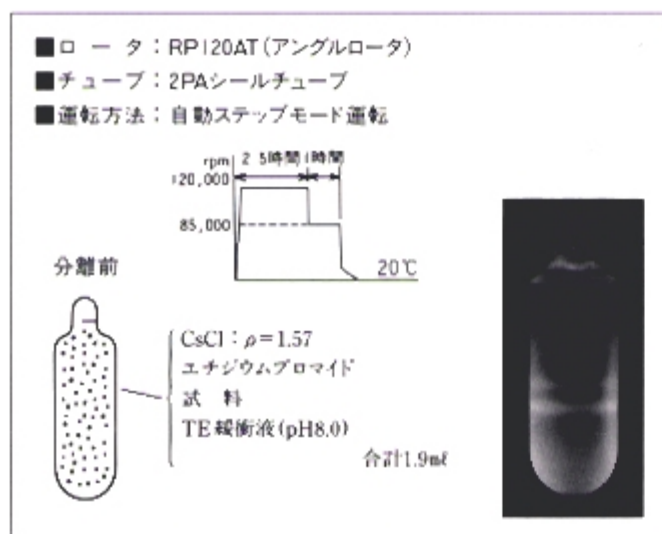 ■ロータ：RP120AT(アングルロータ)
■チューブ：2PAシールチューブ
■運転方法：自動ステップモード運転
rpm 2.5時間 1時間
120,000
85,000
20℃
分離前
CsCl：ρ=1.57
エチジウムブロマイド
試料
TE緩衝液(pH8.0)
合計1.9mℓ